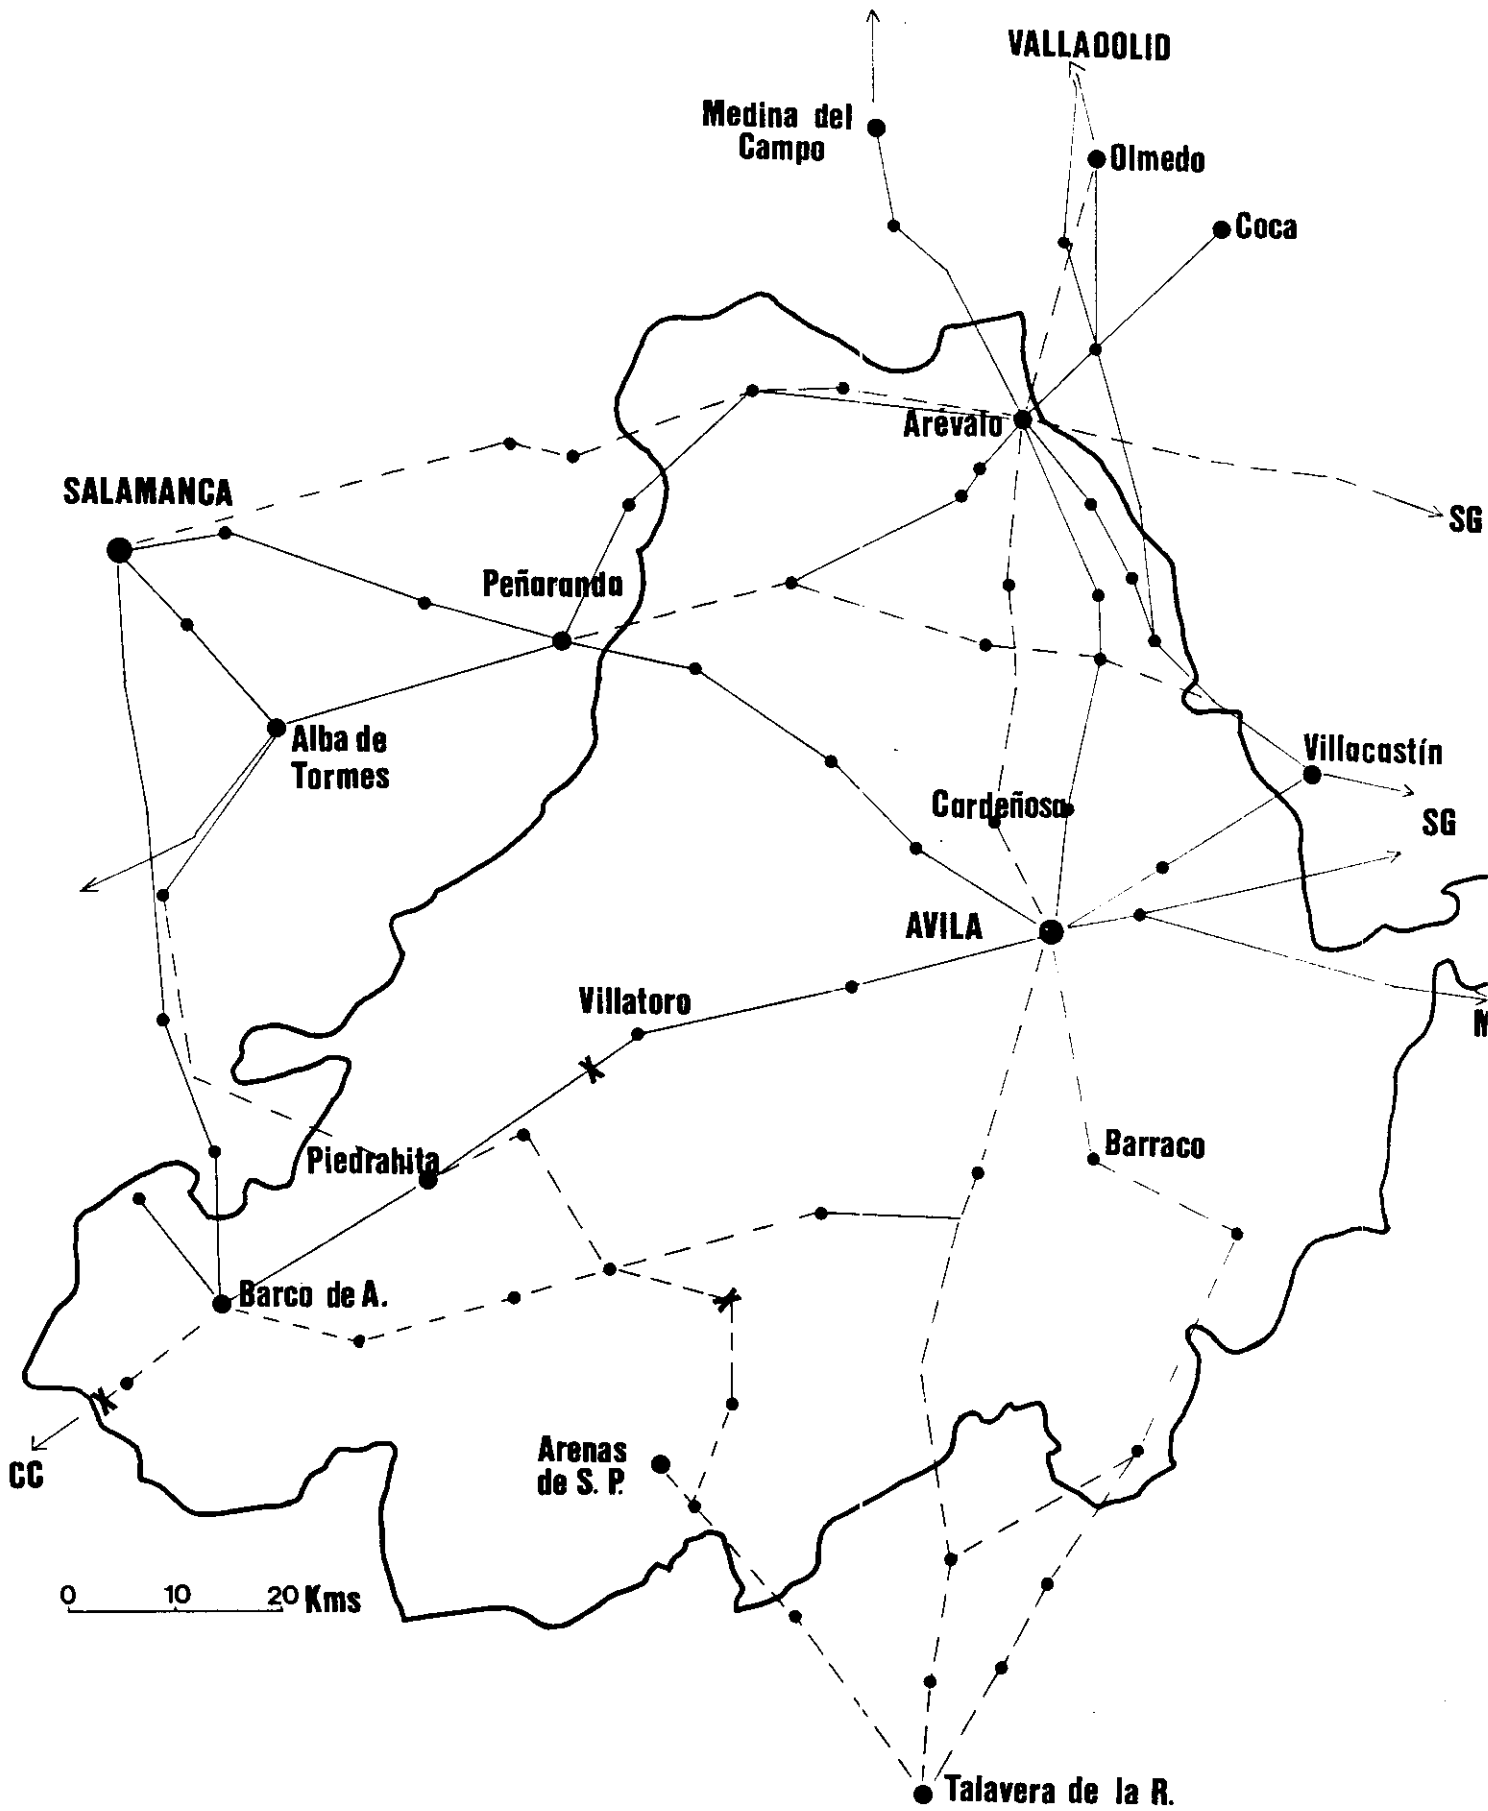 VALLADOLID
Medina del
Campo
Olmedo
Coca
Arévalo
SALAMANCA
SG
Peñaranda
Alba de
Tormes
Villacastín
Cardeñosa
SG
AVILA
Villatoro
M
Barraco
Piedrahita
Barco de A.
Arenas
de S. P.
CC
0 10 20 Kms
Talavera de la R.